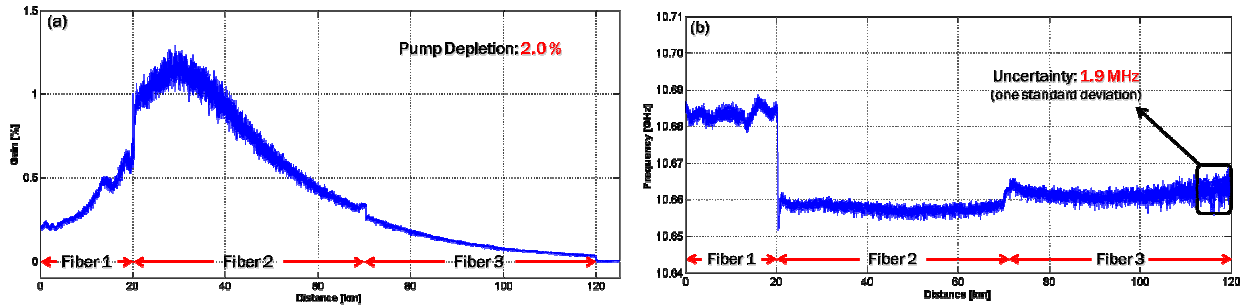 (a)
Pump Depletion: 2.0 %
Gain [%]
1.5
1
0.5
0
Fiber 1
Fiber 2
Fiber 3
0 20 40 60 80 100 120
Distance [km]
(b)
Uncertainty: 1.9 MHz
(one standard deviation)
Frequency [GHz]
10.71
10.70
10.69
10.68
10.67
10.66
10.65
10.64
Fiber 1
Fiber 2
Fiber 3
0 20 40 60 80 100 120
Distance [km]